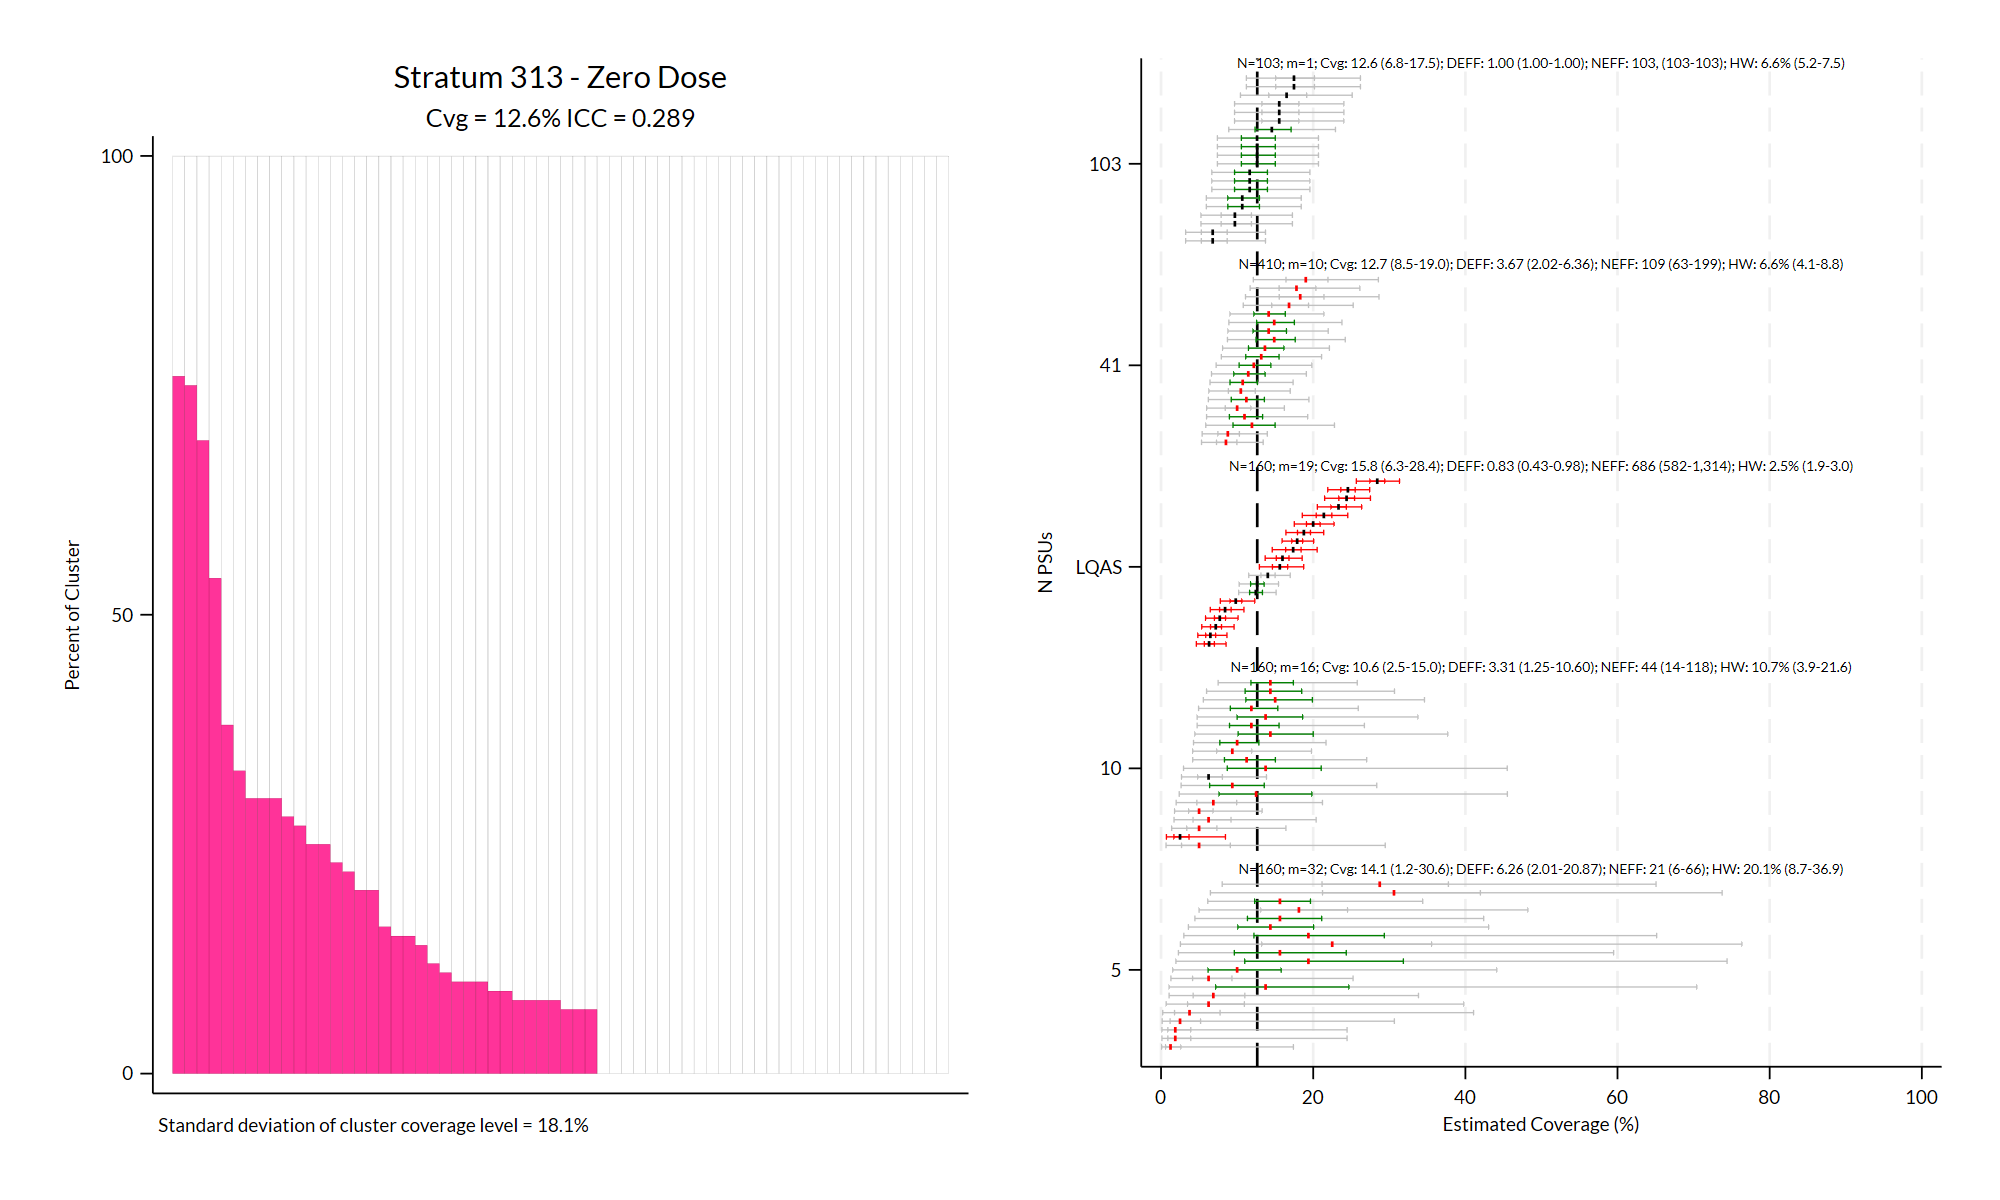 Stratum 313 - Zero Dose
Cvg = 12.6% ICC = 0.289
Percent of Cluster
100
50
0
Standard deviation of cluster coverage level = 18.1%
N PSUs
N=103; m=1; Cvg: 12.6 (6.8-17.5); DEFF: 1.00 (1.00-1.00); NEFF: 103, (103-103); HW: 6.6% (5.2-7.5)
103
N=410; m=10; Cvg: 12.7 (8.5-19.0); DEFF: 3.67 (2.02-6.36); NEFF: 109 (63-199); HW: 6.6% (4.1-8.8)
41
N=160; m=19; Cvg: 15.8 (6.3-28.4); DEFF: 0.83 (0.43-0.98); NEFF: 686 (582-1,314); HW: 2.5% (1.9-3.0)
LQAS
N=160; m=16; Cvg: 10.6 (2.5-15.0); DEFF: 3.31 (1.25-10.60); NEFF: 44 (14-118); HW: 10.7% (3.9-21.6)
10
N=160; m=32; Cvg: 14.1 (1.2-30.6); DEFF: 6.26 (2.01-20.87); NEFF: 21 (6-66); HW: 20.1% (8.7-36.9)
5
0 20 40 60 80 100
Estimated Coverage (%)